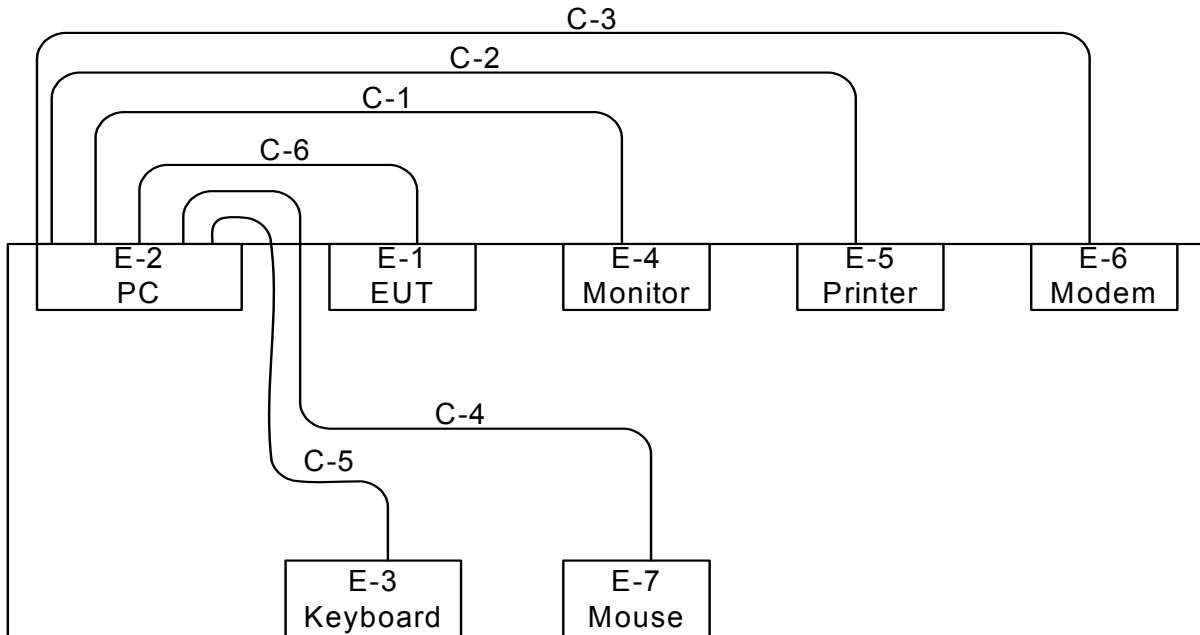 C-3
C-2
C-1
C-6
E-2
PC
E-1
EUT
E-4
Monitor
E-5
Printer
E-6
Modem
C-4
C-5
E-3
Keyboard
E-7
Mouse